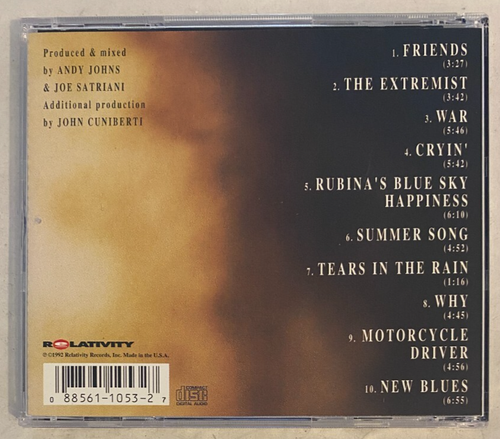 Produced & mixed
by ANDY JOHNS
& JOE SATRIANI
Additional production
by JOHN CUNIBERTI
1. FRIENDS
(3:27)
2. THE EXTREMIST
(3:42)
3. WAR
(5:46)
4. CRYIN'
(5:42)
5. RUBINA'S BLUE SKY
HAPPINESS
(6:10)
6. SUMMER SONG
(4:52)
7. TEARS IN THE RAIN
(1:16)
8. WHY
(4:45)
9. MOTORCYCLE
DRIVER
(4:56)
10. NEW BLUES
(6:55)
RELATIVITY
℗©1992 Relativity Records, Inc. Made in the U.S.A.
0 88561-1053-2 7
COMPACT
disc
DIGITAL AUDIO